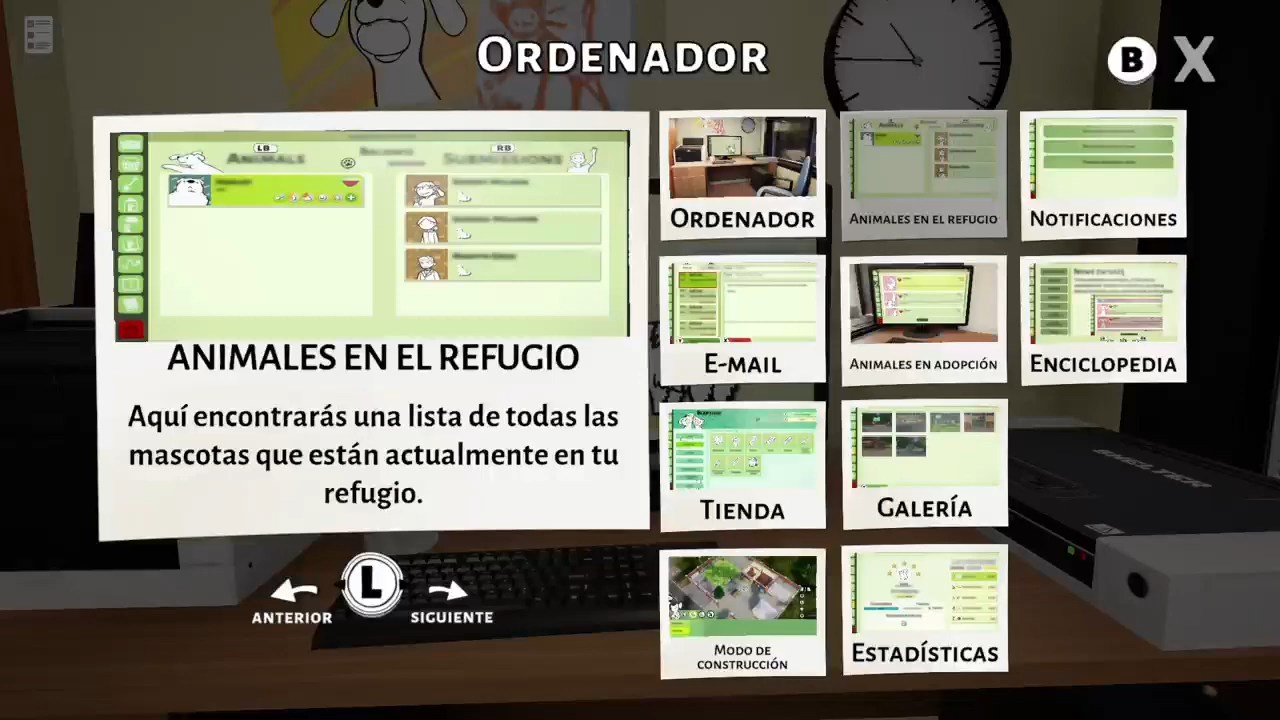 ORDENADOR
B X
LB
ANIMALS
RB
SUBMISSIONS
ANIMALES EN EL REFUGIO
Aquí encontrarás una lista de todas las
mascotas que están actualmente en tu
refugio.
L
ANTERIOR
SIGUIENTE
ORDENADOR
ANIMALES EN EL REFUGIO
NOTIFICACIONES
E-MAIL
ANIMALES EN ADOPCIÓN
ENCICLOPEDIA
TIENDA
GALERÍA
MODO DE
CONSTRUCCIÓN
ESTADÍSTICAS